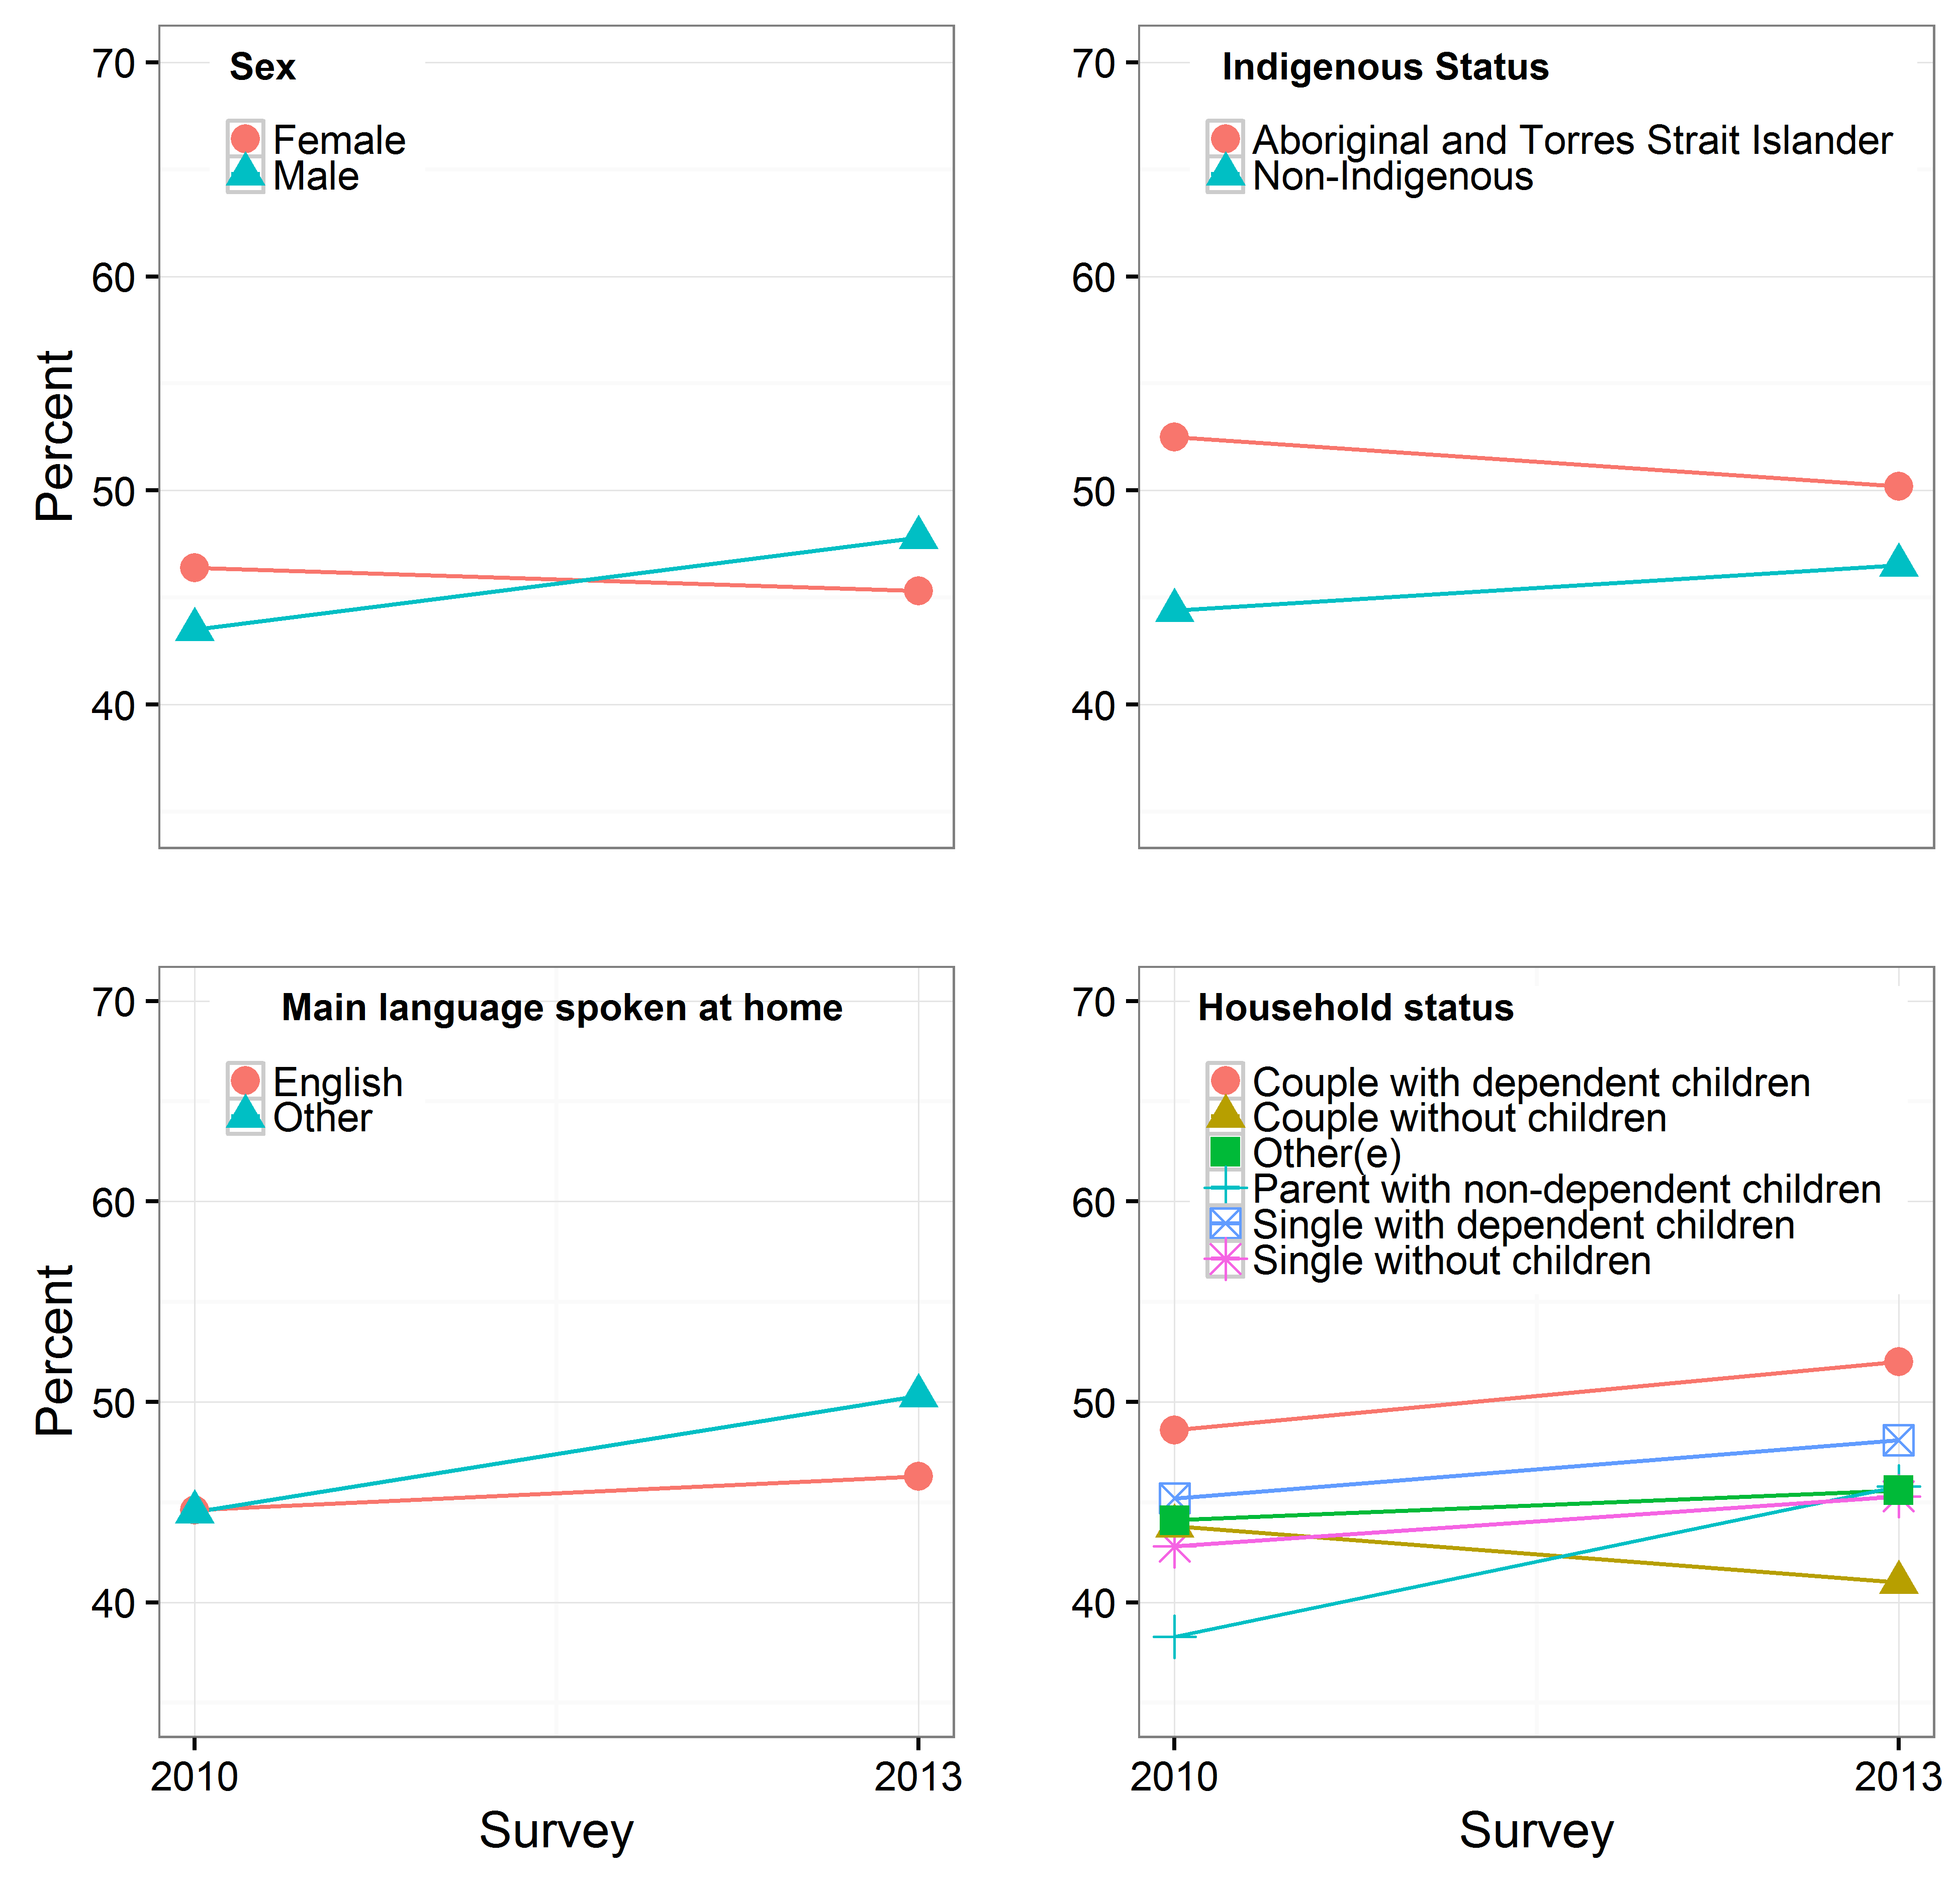 70
60
50
40
Percent
Sex
Female
Male
70
60
50
40
Indigenous Status
Aboriginal and Torres Strait Islander
Non-Indigenous
70
60
50
40
Percent
Main language spoken at home
English
Other
2010 2013
Survey
70
60
50
40
Household status
Couple with dependent children
Couple without children
Other(e)
Parent with non-dependent children
Single with dependent children
Single without children
2010 2013
Survey